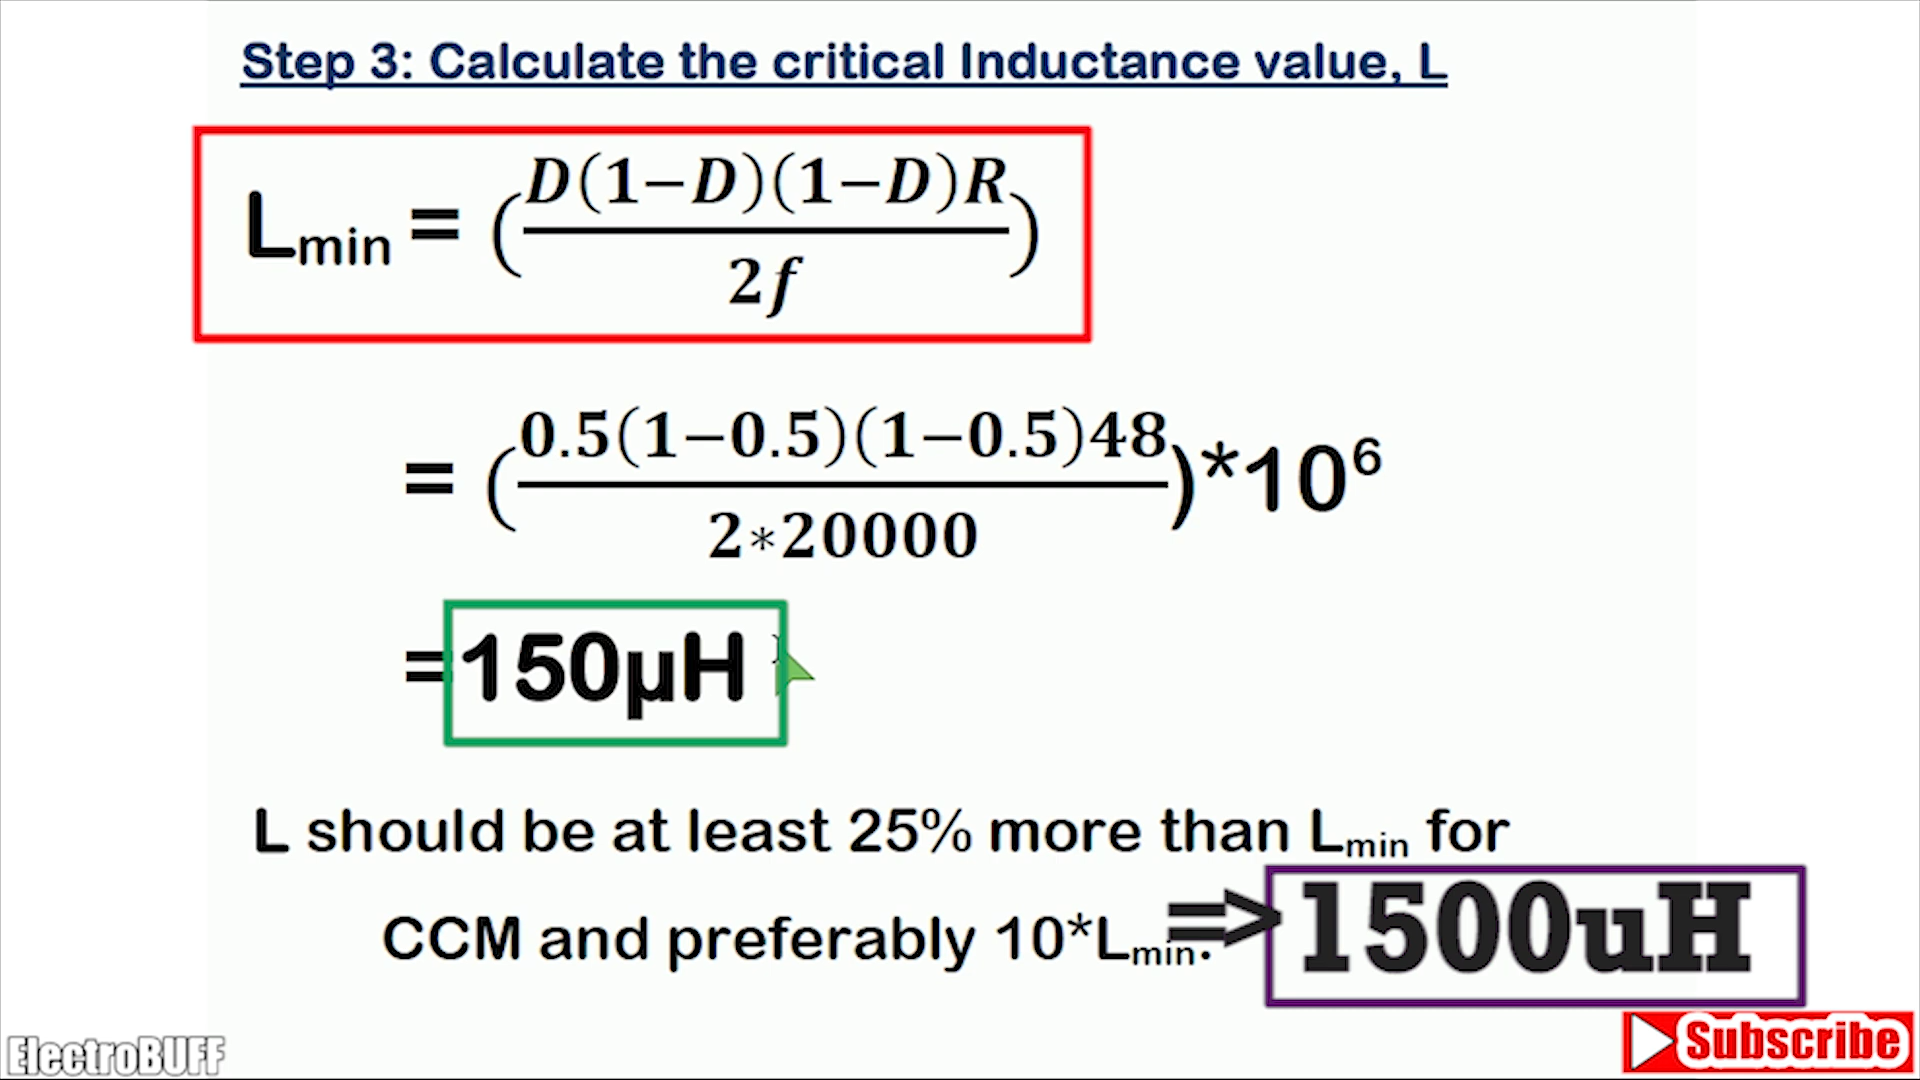 Step 3: Calculate the critical Inductance value, L
Lmin = (D(1−D)(1−D)R / 2f)
= (0.5(1−0.5)(1−0.5)48 / 2*20000)*10⁶
=150µH
L should be at least 25% more than Lmin for
CCM and preferably 10*Lmin. => 1500uH
ElectroBUFF
Subscribe